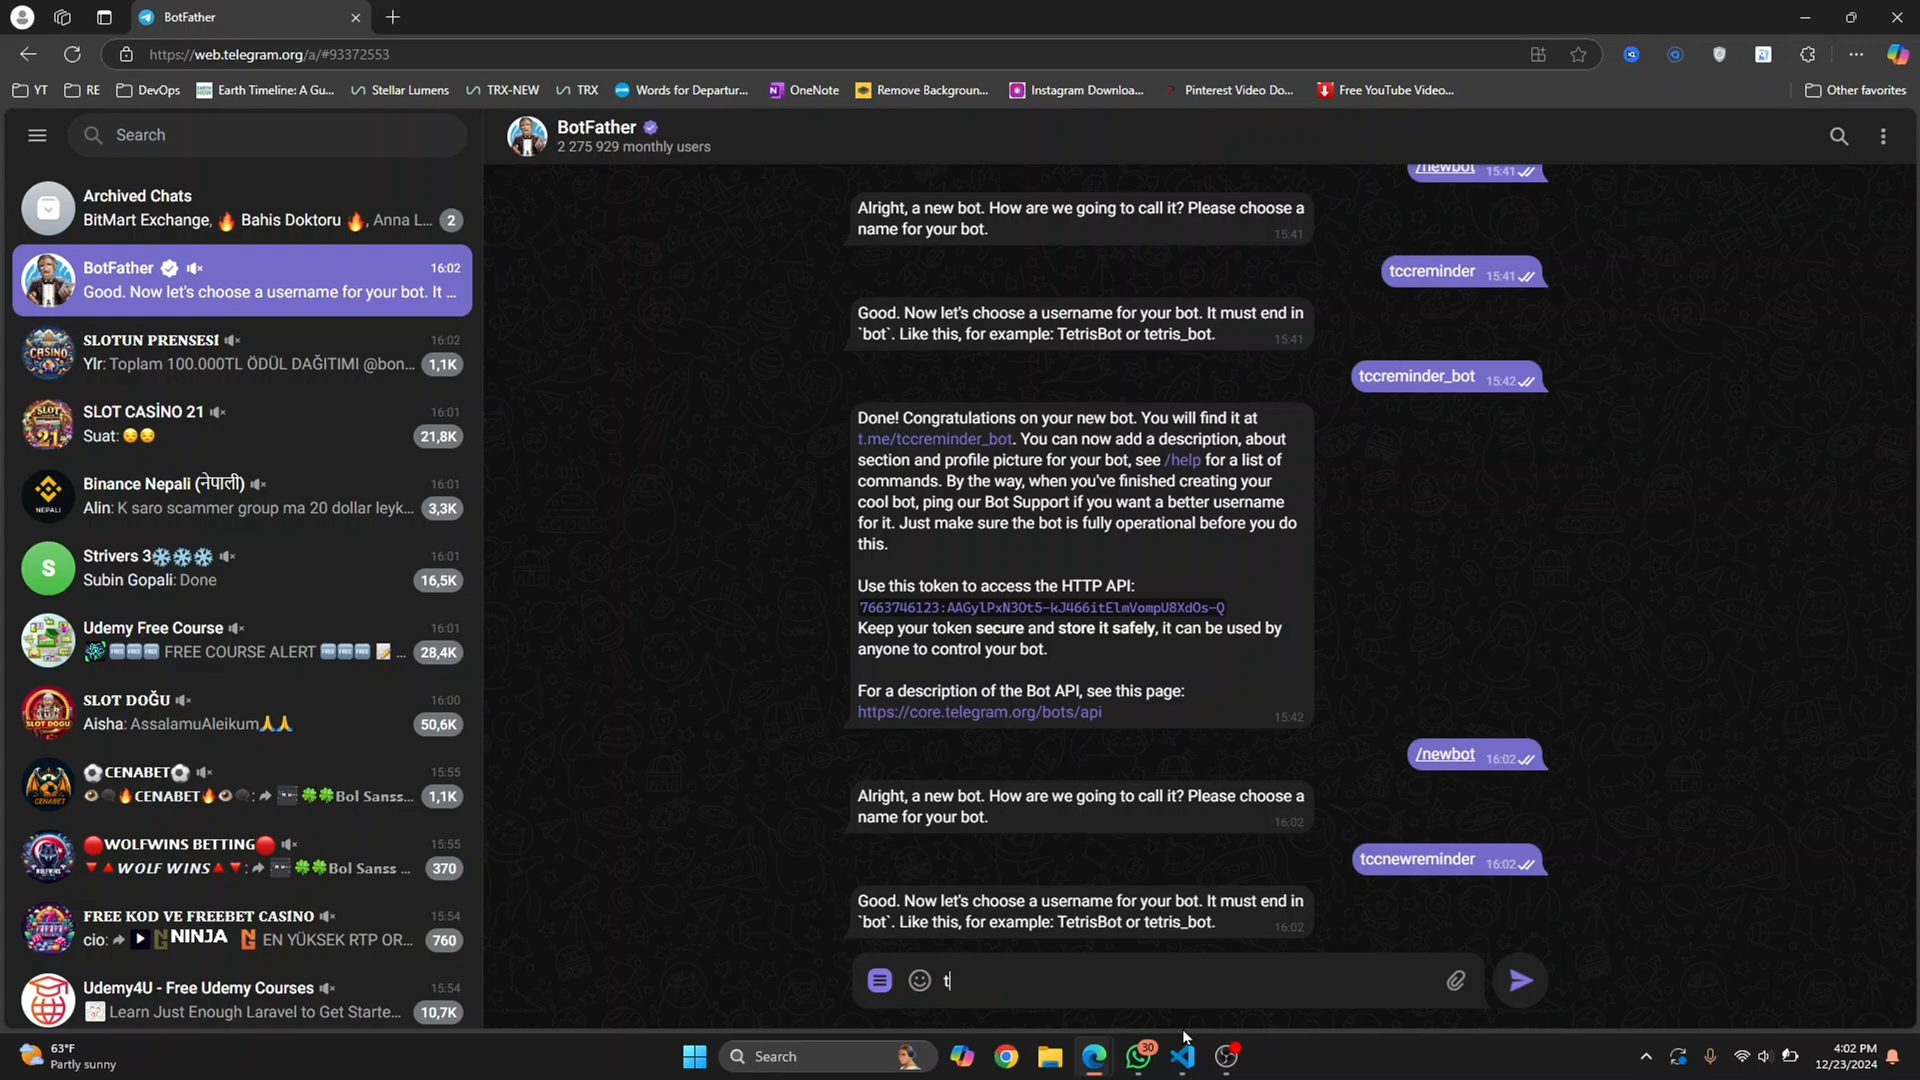 BotFather
https://web.telegram.org/a/#93372553
YT
RE
DevOps
Earth Timeline: A Gu...
Stellar Lumens
TRX-NEW
TRX
Words for Departur...
OneNote
Remove Backgroun...
Instagram Downloa...
Pinterest Video Do...
Free YouTube Video...
Other favorites
Search
Archived Chats
BitMart Exchange, 🔥 Bahis Doktoru 🔥, Anna L...
2
BotFather
16:02
Good. Now let's choose a username for your bot. It ...
SLOTUN PRENSESİ
16:02
Ylr: Toplam 100.000TL ÖDÜL DAĞITIMI @bon...
1,1K
SLOT CASİNO 21
16:01
Suat: 😏😏
21,8K
Binance Nepali (नेपाली)
16:01
Alin: K saro scammer group ma 20 dollar leyk...
3,3K
Strivers 3❄️❄️❄️
16:01
Subin Gopali: Done
16,5K
Udemy Free Course
16:01
FREE COURSE ALERT
28,4K
SLOT DOĞU
16:00
Aisha: AssalamuAleikum🙏🙏
50,6K
⚽CENABET⚽
15:55
CENABET🔥 Bol Sanss...
1,1K
🔴WOLFWINS BETTING🔴
15:55
🔻🔺WOLF WINS🔺🔻: Bol Sanss ...
370
FREE KOD VE FREEBET CASİNO
15:54
cio: NINJA EN YÜKSEK RTP OR...
760
Udemy4U - Free Udemy Courses
15:54
Learn Just Enough Laravel to Get Starte...
10,7K
BotFather
2 275 929 monthly users
/newbot 15:41
Alright, a new bot. How are we going to call it? Please choose a
name for your bot.
15:41
tccreminder 15:41
Good. Now let's choose a username for your bot. It must end in
`bot`. Like this, for example: TetrisBot or tetris_bot.
15:41
tccreminder_bot 15:42
Done! Congratulations on your new bot. You will find it at
t.me/tccreminder_bot. You can now add a description, about
section and profile picture for your bot, see /help for a list of
commands. By the way, when you've finished creating your
cool bot, ping our Bot Support if you want a better username
for it. Just make sure the bot is fully operational before you do
this.
Use this token to access the HTTP API:
7663746123:AAGylPxN3Ot5-kJ466itElmVompU8XdOs-Q
Keep your token secure and store it safely, it can be used by
anyone to control your bot.
For a description of the Bot API, see this page:
https://core.telegram.org/bots/api
15:42
/newbot 16:02
Alright, a new bot. How are we going to call it? Please choose a
name for your bot.
16:02
tccnewreminder 16:02
Good. Now let's choose a username for your bot. It must end in
`bot`. Like this, for example: TetrisBot or tetris_bot.
16:02
t
63°F
Partly sunny
Search
30
4:02 PM
12/23/2024